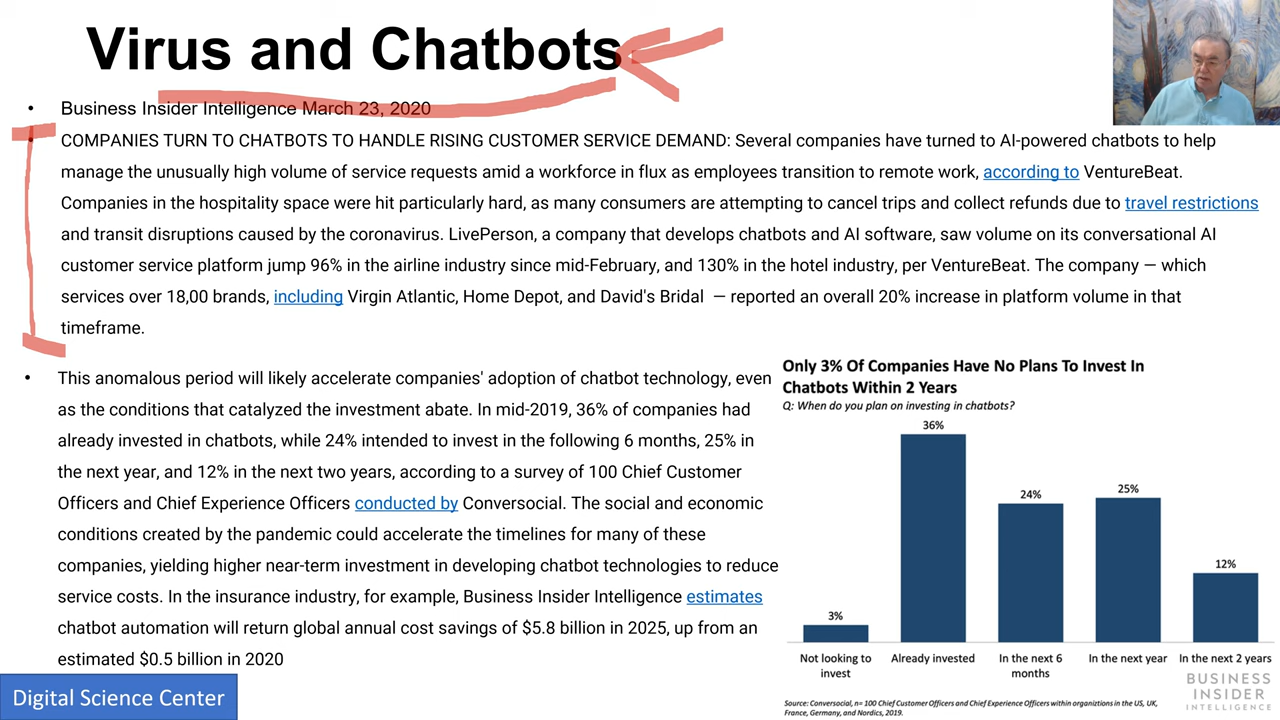 Virus and Chatbots
• Business Insider Intelligence March 23, 2020
• COMPANIES TURN TO CHATBOTS TO HANDLE RISING CUSTOMER SERVICE DEMAND: Several companies have turned to AI-powered chatbots to help
manage the unusually high volume of service requests amid a workforce in flux as employees transition to remote work, according to VentureBeat.
Companies in the hospitality space were hit particularly hard, as many consumers are attempting to cancel trips and collect refunds due to travel restrictions
and transit disruptions caused by the coronavirus. LivePerson, a company that develops chatbots and AI software, saw volume on its conversational AI
customer service platform jump 96% in the airline industry since mid-February, and 130% in the hotel industry, per VentureBeat. The company — which
services over 18,00 brands, including Virgin Atlantic, Home Depot, and David's Bridal — reported an overall 20% increase in platform volume in that
timeframe.
• This anomalous period will likely accelerate companies' adoption of chatbot technology, even
as the conditions that catalyzed the investment abate. In mid-2019, 36% of companies had
already invested in chatbots, while 24% intended to invest in the following 6 months, 25% in
the next year, and 12% in the next two years, according to a survey of 100 Chief Customer
Officers and Chief Experience Officers conducted by Conversocial. The social and economic
conditions created by the pandemic could accelerate the timelines for many of these
companies, yielding higher near-term investment in developing chatbot technologies to reduce
service costs. In the insurance industry, for example, Business Insider Intelligence estimates
chatbot automation will return global annual cost savings of $5.8 billion in 2025, up from an
estimated $0.5 billion in 2020
Only 3% Of Companies Have No Plans To Invest In
Chatbots Within 2 Years
Q: When do you plan on investing in chatbots?
3%
36%
24%
25%
12%
Not looking to
invest
Already invested
In the next 6
months
In the next year
In the next 2 years
Source: Conversocial, n= 100 Chief Customer Officers and Chief Experience Officers within organiztions in the US, UK,
France, Germany, and Nordics, 2019.
BUSINESS
INSIDER
INTELLIGENCE
Digital Science Center